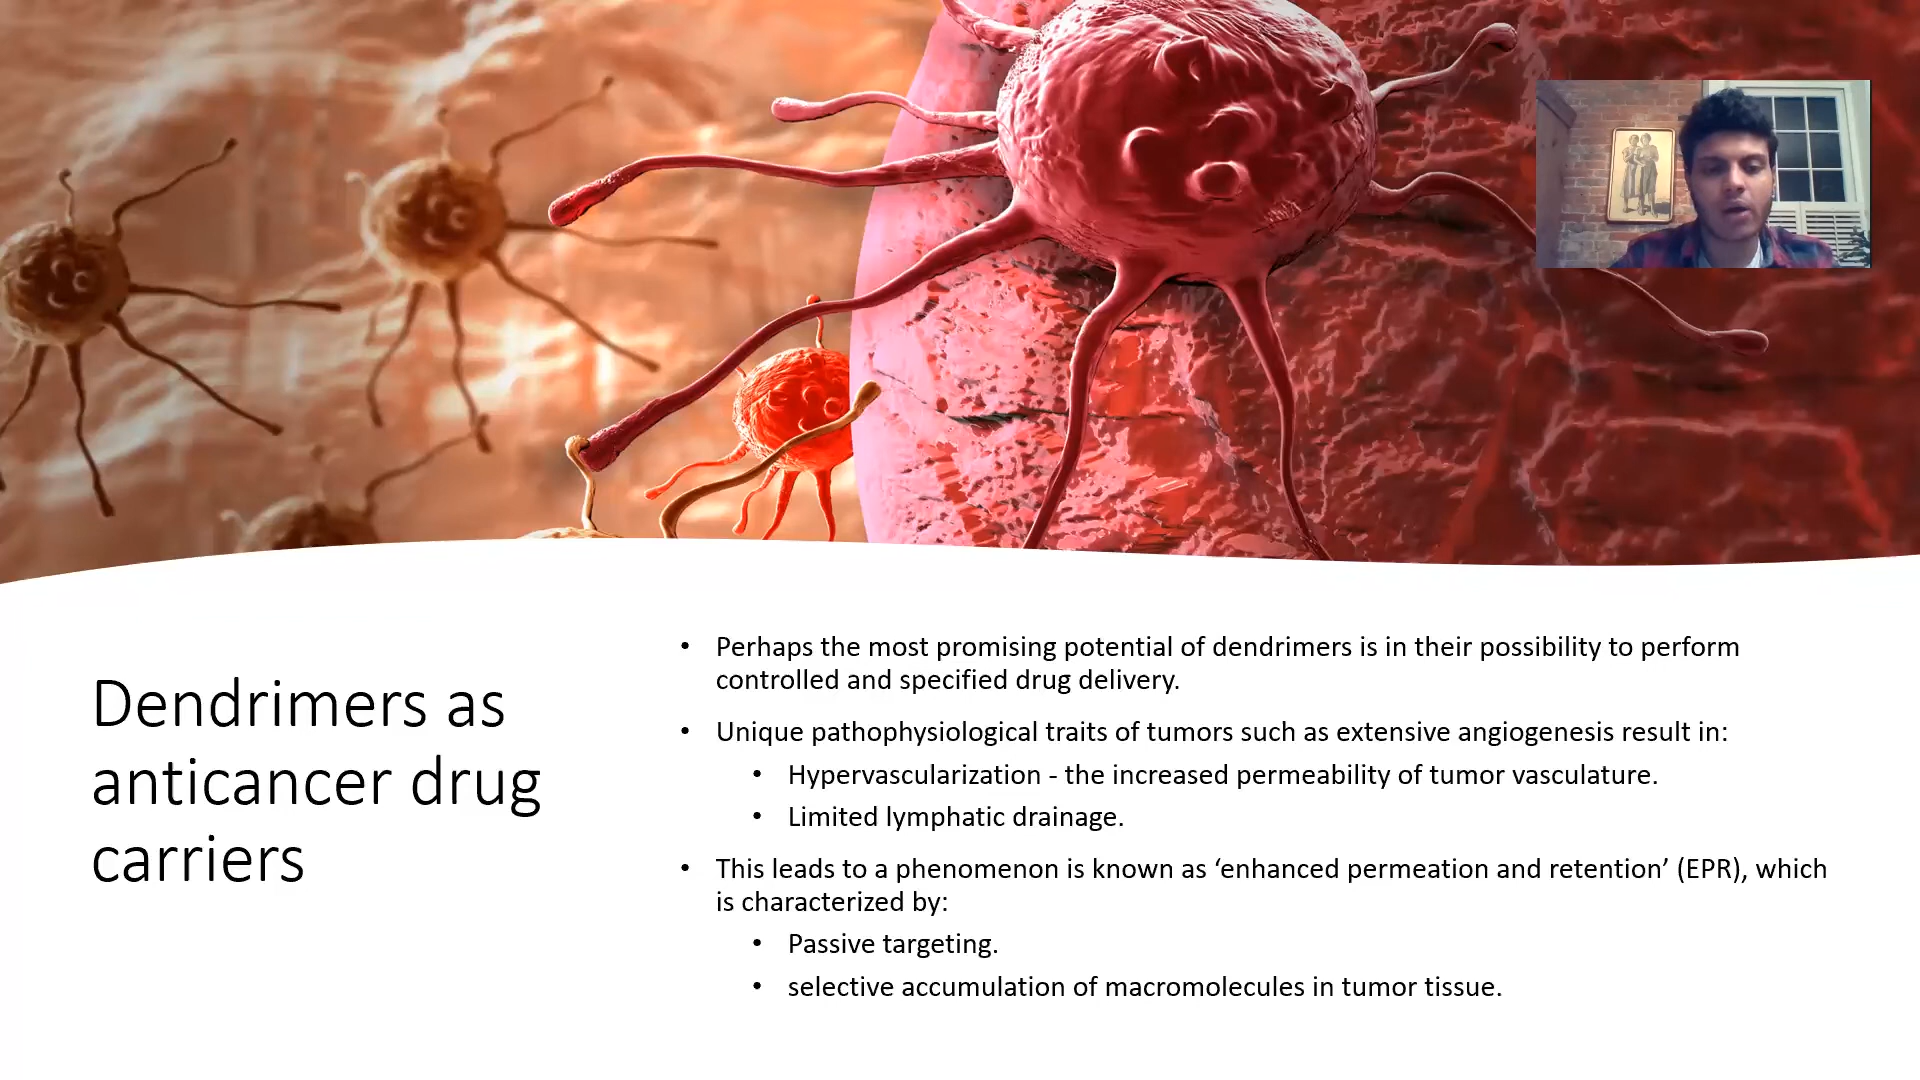 Dendrimers as
anticancer drug
carriers
• Perhaps the most promising potential of dendrimers is in their possibility to perform
controlled and specified drug delivery.
• Unique pathophysiological traits of tumors such as extensive angiogenesis result in:
• Hypervascularization - the increased permeability of tumor vasculature.
• Limited lymphatic drainage.
• This leads to a phenomenon is known as ‘enhanced permeation and retention’ (EPR), which
is characterized by:
• Passive targeting.
• selective accumulation of macromolecules in tumor tissue.